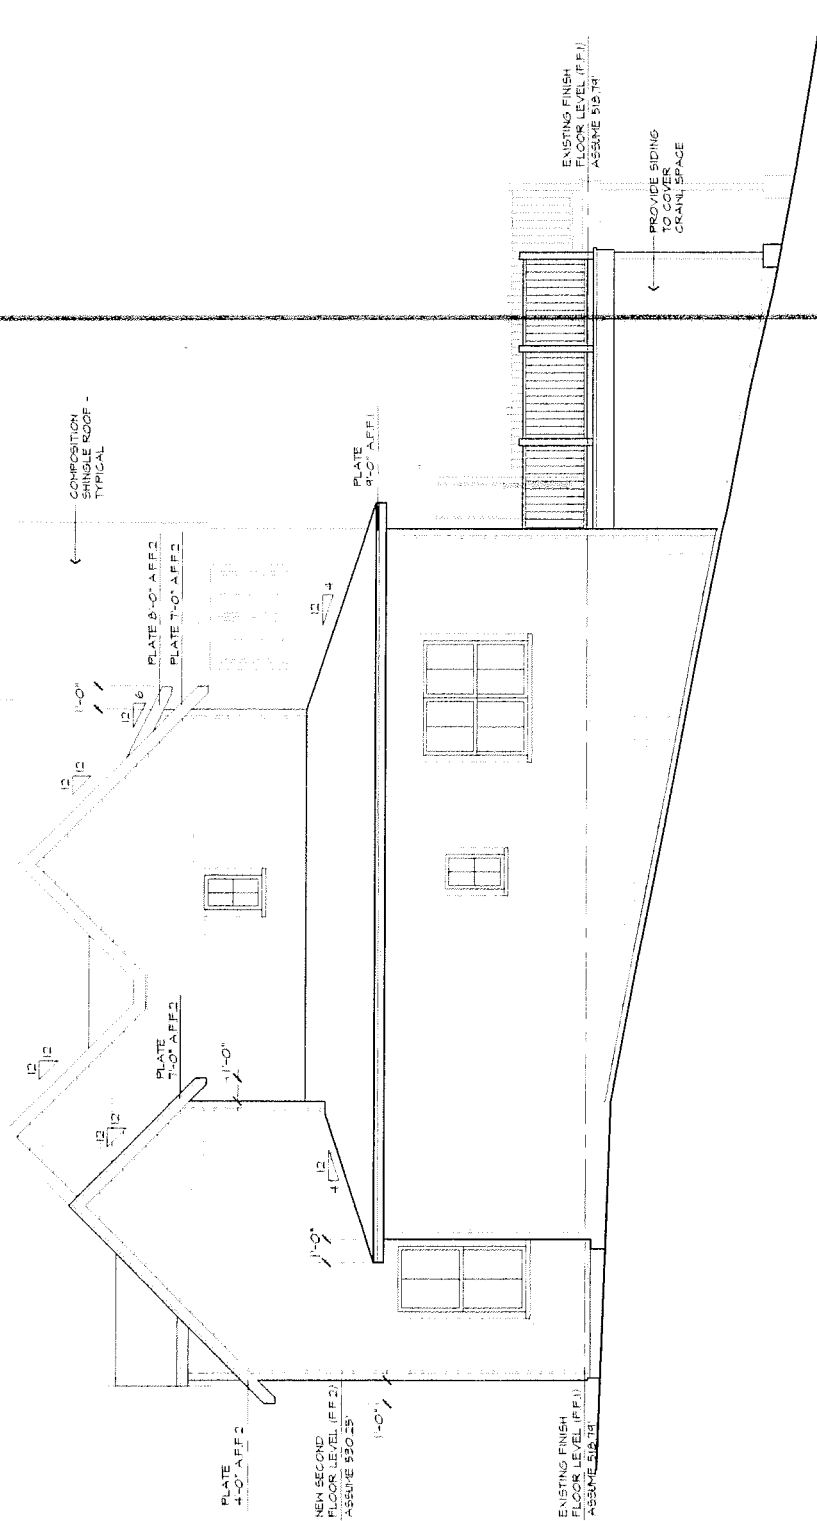 COMPOSITION
SHINGLE ROOF -
TYPICAL
PLATE 8'-0" A.F.F.2
PLATE 7'-0" A.F.F.2
1'-0"
12
6
12
12
12
12
12
12
PLATE
7'-0" A.F.F.2
1'-0"
12
4
12
4
1'-0"
PLATE
9'-0" A.F.F.1
EXISTING FINISH
FLOOR LEVEL (F.F.1)
ASSUME 518.79'
PROVIDE SIDING
TO COVER
CRAWL SPACE
PLATE
4'-0" A.F.F.2
NEW SECOND
FLOOR LEVEL (F.F.2)
ASSUME 530.25'
1'-0"
EXISTING FINISH
FLOOR LEVEL (F.F.1)
ASSUME 518.79'